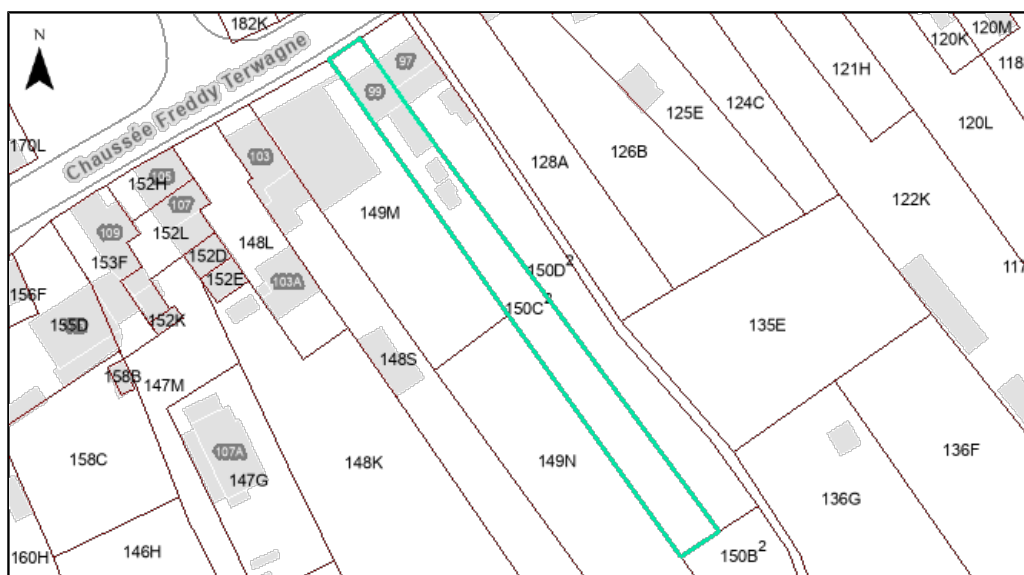 182K
N
120K
120M
118
97
121H
Chaussée Freddy Terwagne
99
124C
125E
120L
170L
126B
103
128A
105
152H
122K
107
149M
109
152L
148L
152D
153F
117
150D²
152E
103A
156F
150C²
152K
155D
135E
148S
158B
147M
107A
136F
158C
149N
148K
147G
136G
146H
160H
150B²